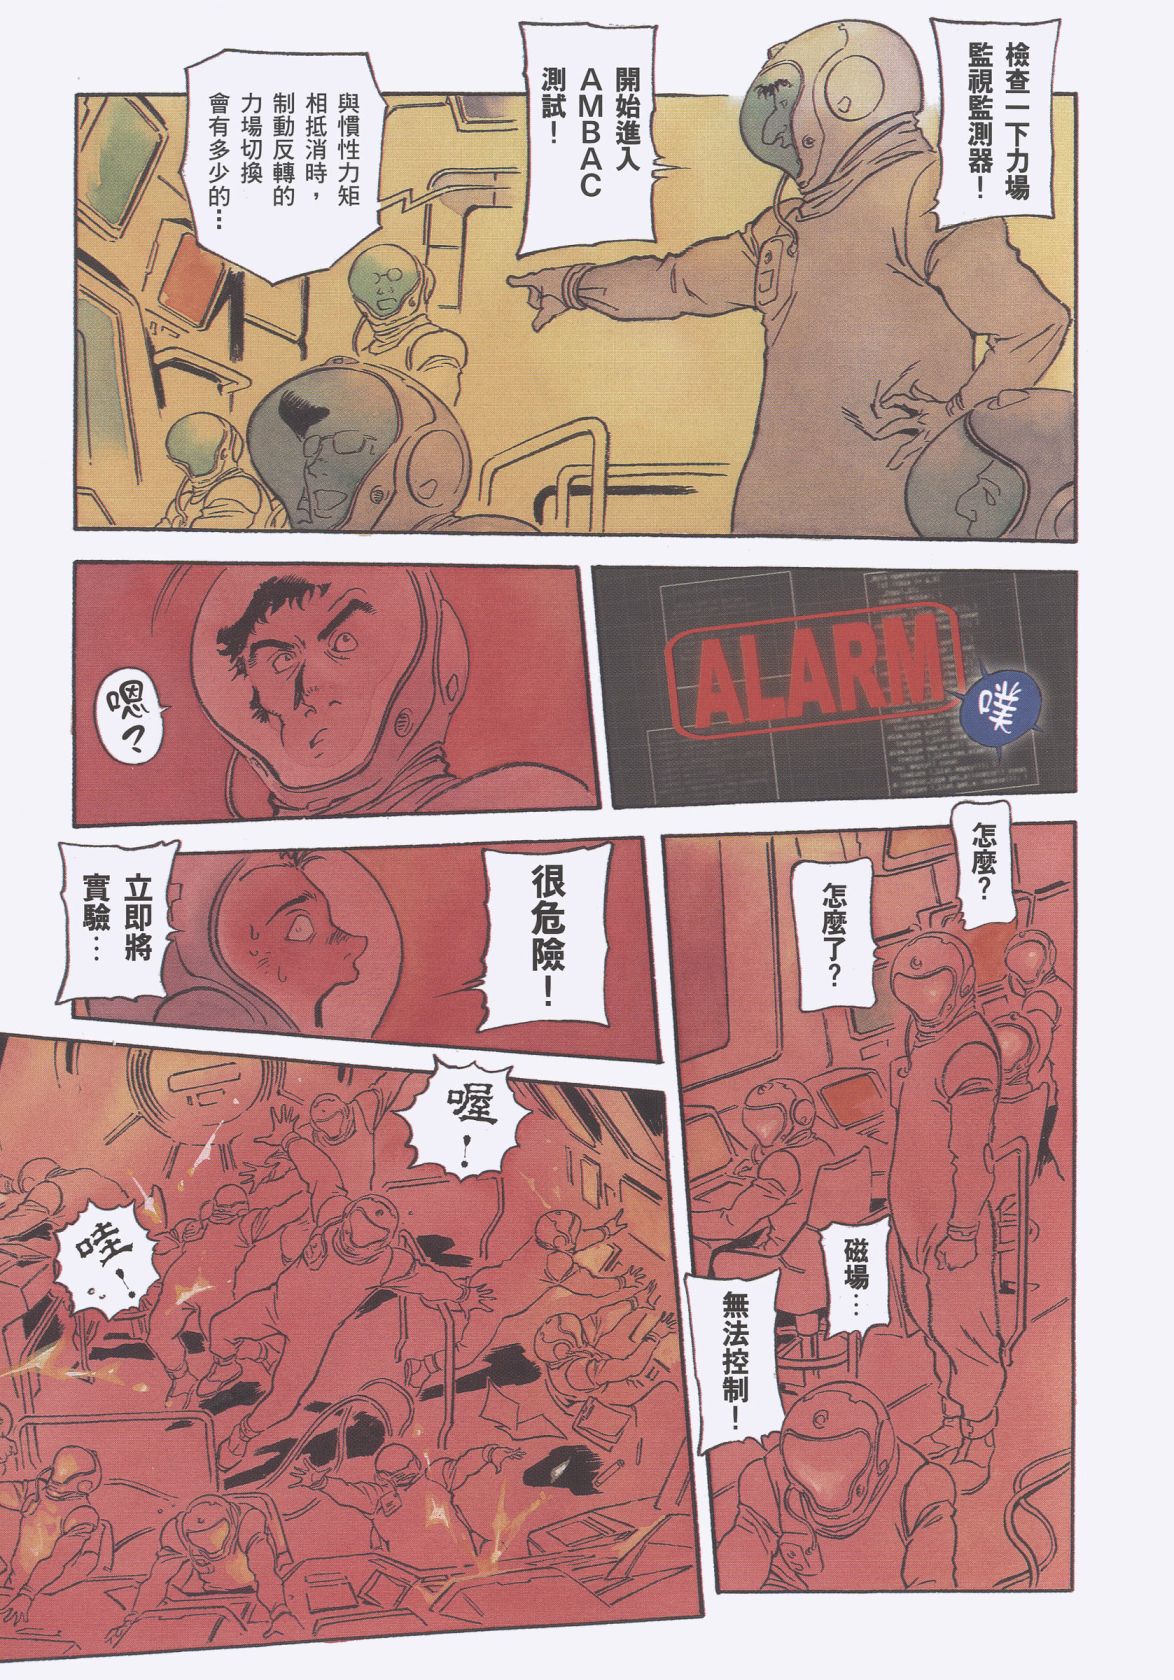 檢查一下力場
監視監測器！
開始進入
AMBAC
測試！
與慣性力矩
相抵消時，
制動反轉的
力場切換
會有多少的…
ALARM
噗
嗯？
怎麼？
怎麼了？
磁場…
無法控制！
很危險！
立即將
實驗…
喔！
哇！